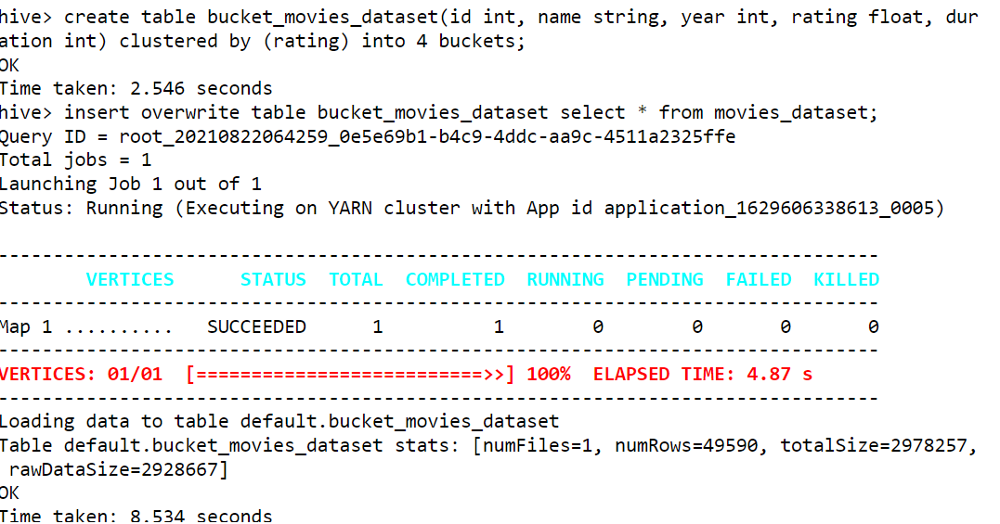 hive> create table bucket_movies_dataset(id int, name string, year int, rating float, dur
ation int) clustered by (rating) into 4 buckets;
OK
Time taken: 2.546 seconds
hive> insert overwrite table bucket_movies_dataset select * from movies_dataset;
Query ID = root_20210822064259_0e5e69b1-b4c9-4ddc-aa9c-4511a2325ffe
Total jobs = 1
Launching Job 1 out of 1
Status: Running (Executing on YARN cluster with App id application_1629606338613_0005)
--------------------------------------------------------------------------------
VERTICES STATUS TOTAL COMPLETED RUNNING PENDING FAILED KILLED
--------------------------------------------------------------------------------
Map 1 .......... SUCCEEDED 1 1 0 0 0 0
--------------------------------------------------------------------------------
VERTICES: 01/01 [==========================>>] 100% ELAPSED TIME: 4.87 s
--------------------------------------------------------------------------------
Loading data to table default.bucket_movies_dataset
Table default.bucket_movies_dataset stats: [numFiles=1, numRows=49590, totalSize=2978257,
rawDataSize=2928667]
OK
Time taken: 8.534 seconds